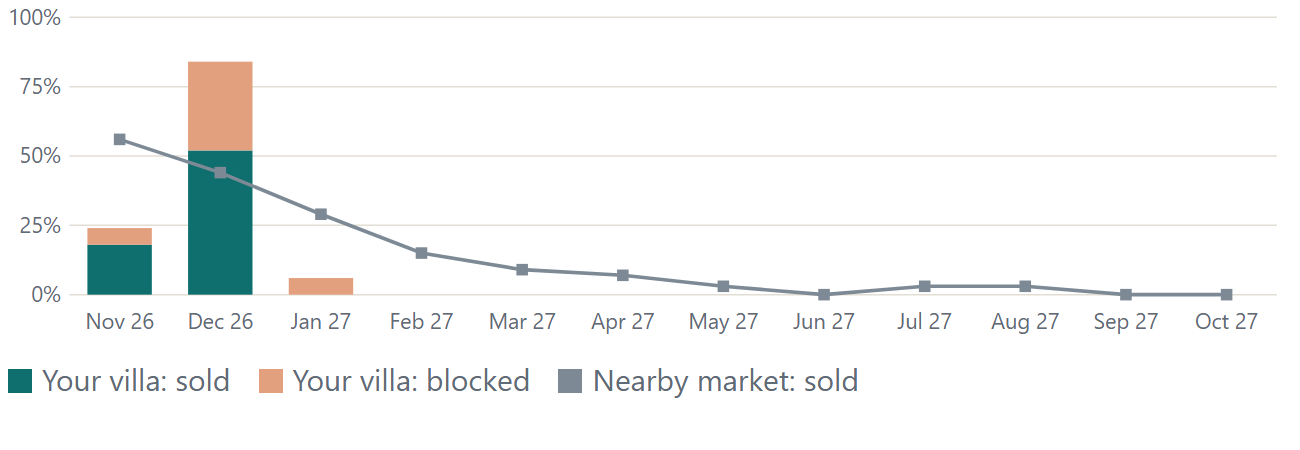 100%
75%
50%
25%
0%
Nov 26 Dec 26 Jan 27 Feb 27 Mar 27 Apr 27 May 27 Jun 27 Jul 27 Aug 27 Sep 27 Oct 27
Your villa: sold Your villa: blocked Nearby market: sold